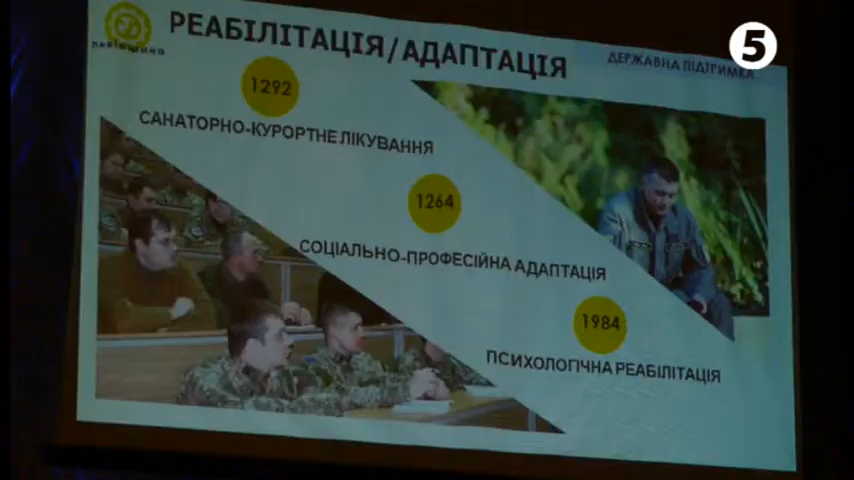 РЕАБІЛІТАЦІЯ/АДАПТАЦІЯ
ДЕРЖАВНА ПІДТРИМКА
5
1292
САНАТОРНО-КУРОРТНЕ ЛІКУВАННЯ
1264
СОЦІАЛЬНО-ПРОФЕСІЙНА АДАПТАЦІЯ
1984
ПСИХОЛОГІЧНА РЕАБІЛІТАЦІЯ